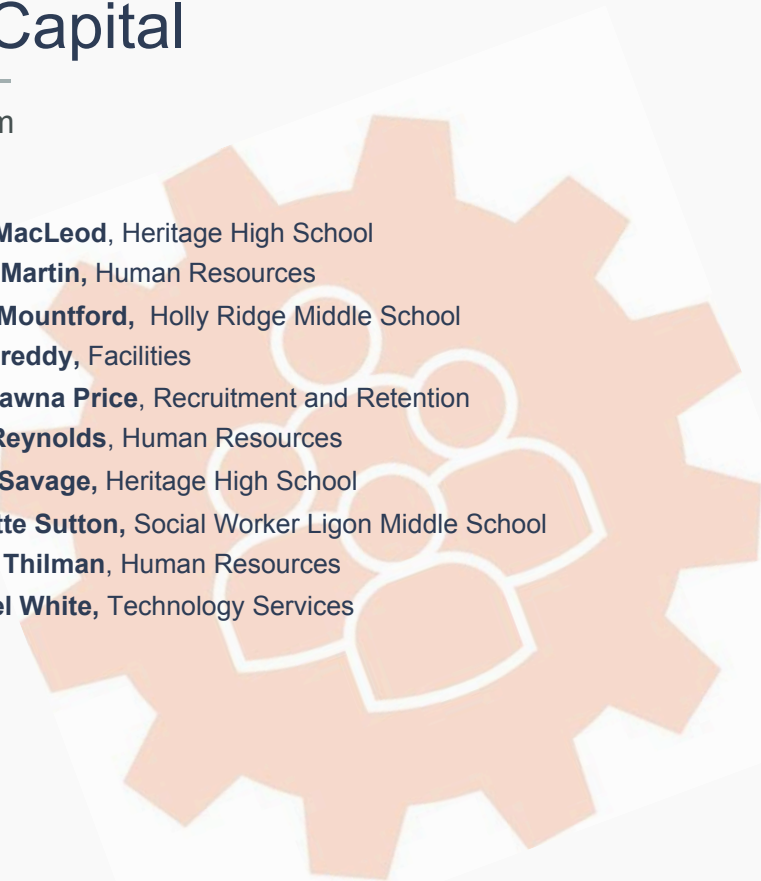 Capital
m
MacLeod, Heritage High School
Martin, Human Resources
Mountford, Holly Ridge Middle School
reddy, Facilities
awna Price, Recruitment and Retention
Reynolds, Human Resources
Savage, Heritage High School
tte Sutton, Social Worker Ligon Middle School
Thilman, Human Resources
el White, Technology Services